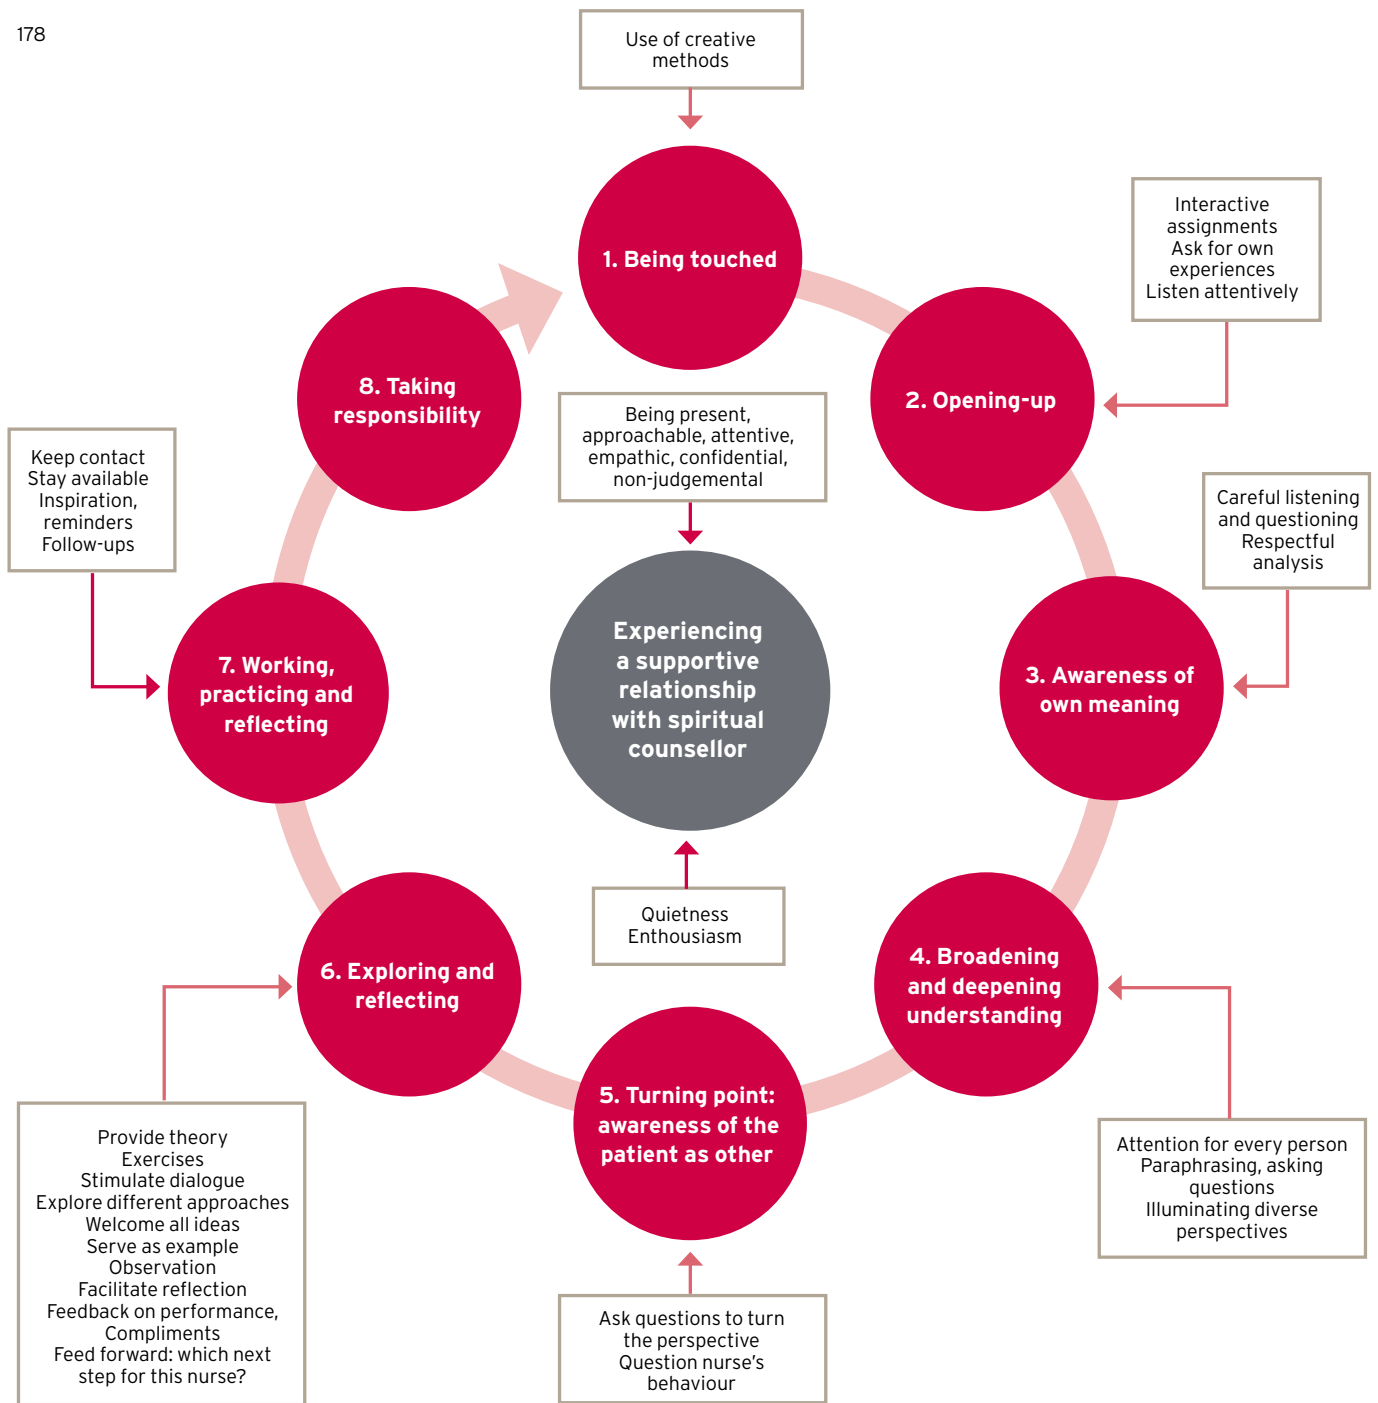 178
Use of creative
methods
1. Being touched
Interactive
assignments
Ask for own
experiences
Listen attentively
2. Opening-up
8. Taking
responsibility
Being present,
approachable, attentive,
empathic, confidential,
non-judgemental
Keep contact
Stay available
Inspiration,
reminders
Follow-ups
Careful listening
and questioning
Respectful
analysis
Experiencing
a supportive
relationship
with spiritual
counsellor
3. Awareness of
own meaning
7. Working,
practicing and
reflecting
Quietness
Enthousiasm
4. Broadening
and deepening
understanding
6. Exploring and
reflecting
5. Turning point:
awareness of the
patient as other
Attention for every person
Paraphrasing, asking
questions
Illuminating diverse
perspectives
Provide theory
Exercises
Stimulate dialogue
Explore different approaches
Welcome all ideas
Serve as example
Observation
Facilitate reflection
Feedback on performance,
Compliments
Feed forward: which next
step for this nurse?
Ask questions to turn
the perspective
Question nurse's
behaviour